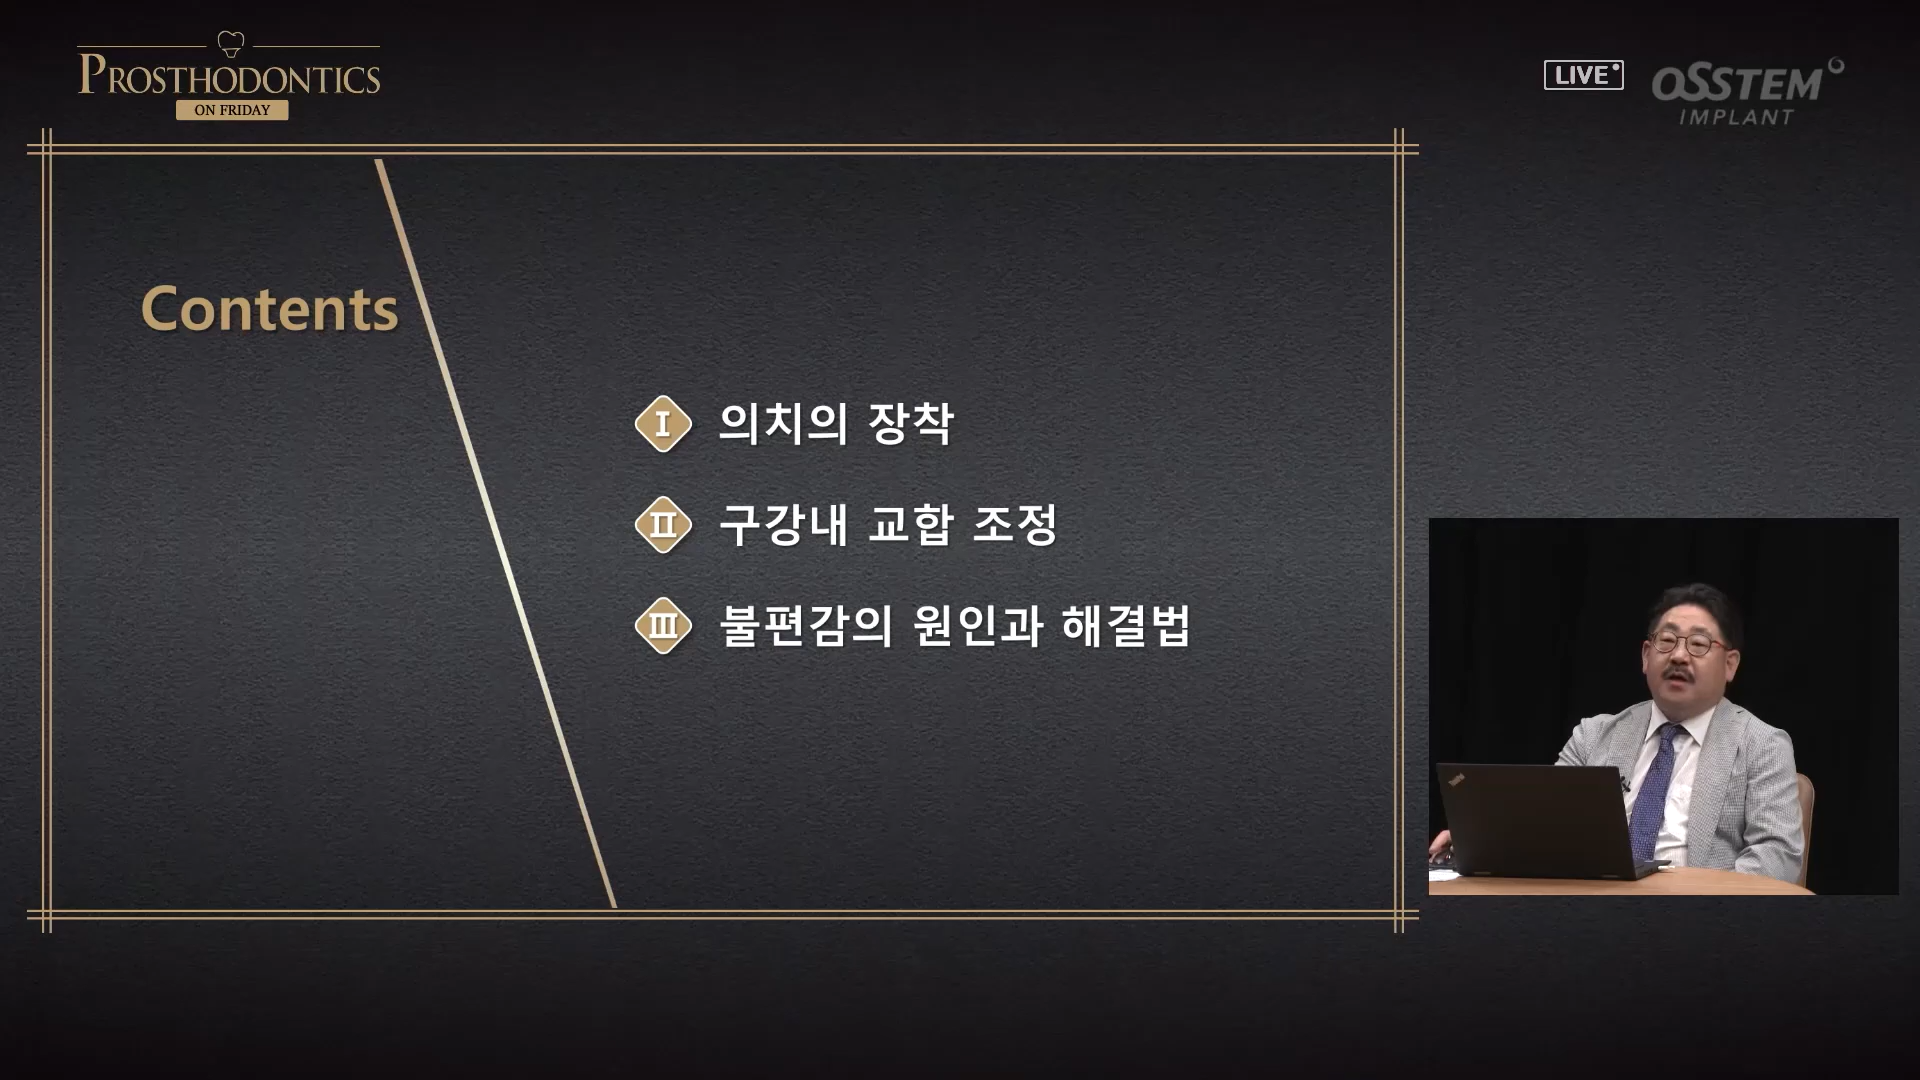 PROSTHODONTICS
ON FRIDAY
LIVE
OSSTEM
IMPLANT
Contents
I 의치의 장착
II 구강내 교합 조정
III 불편감의 원인과 해결법